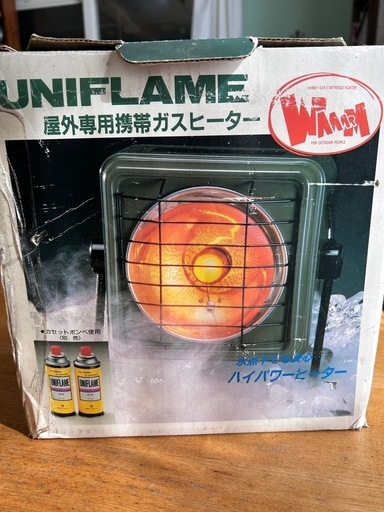 UNIFLAME
屋外専用携帯ガスヒーター
HANDY GAS CARTRIDGE HEATER
WARM
FOR OUTDOOR PEOPLE
●カセットボンベ使用
(別売)
UNIFLAME
UNIFLAME
ハイパワーヒーター